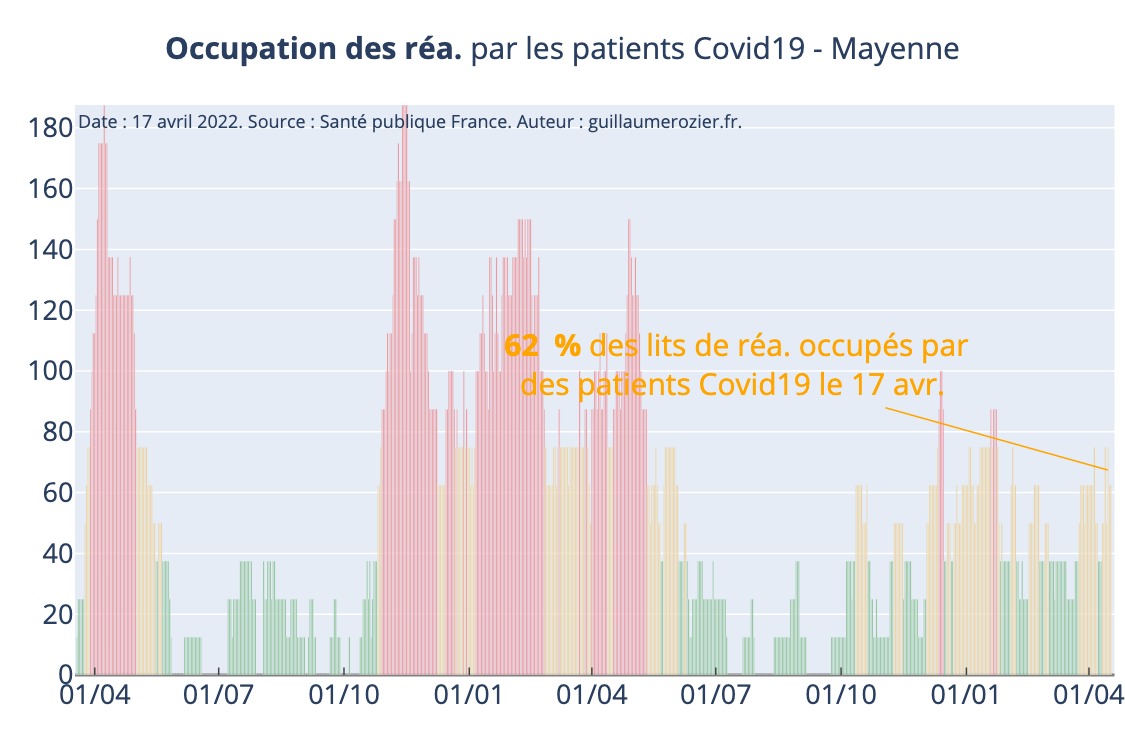 Occupation des réa. par les patients Covid19 - Mayenne
Date : 17 avril 2022. Source : Santé publique France. Auteur : guillaumerozier.fr.
180
160
140
120
100
80
60
40
20
0
62 % des lits de réa. occupés par
des patients Covid19 le 17 avr.
01/04 01/07 01/10 01/01 01/04 01/07 01/10 01/01 01/04